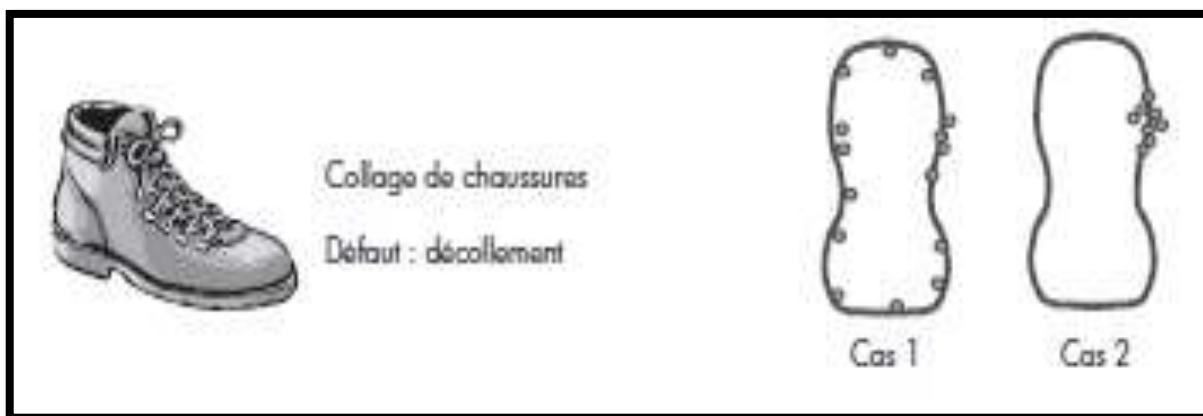 Collage de chaussures
Défaut : décollement
Cas 1
Cas 2